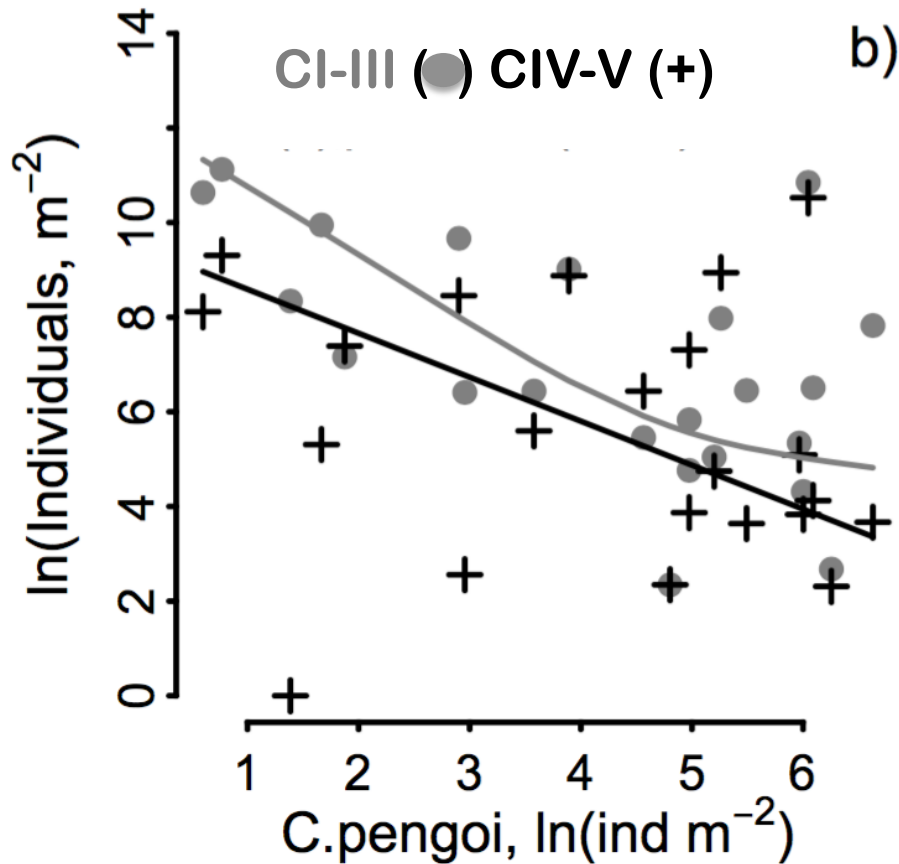 b)
CI-III ( ) CIV-V (+)
ln(Individuals, m⁻²)
14
10
8
6
4
2
0
1 2 3 4 5 6
C.pengoi, ln(ind m⁻²)